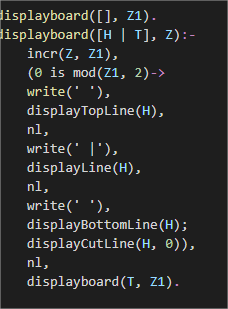 displayboard([], Z1).
displayboard([H | T], Z):-
incr(Z, Z1),
(0 is mod(Z1, 2)->
write(' '),
displayTopLine(H),
nl,
write(' |'),
displayLine(H),
nl,
write(' '),
displayBottomLine(H);
displayCutLine(H, 0)),
nl,
displayboard(T, Z1).